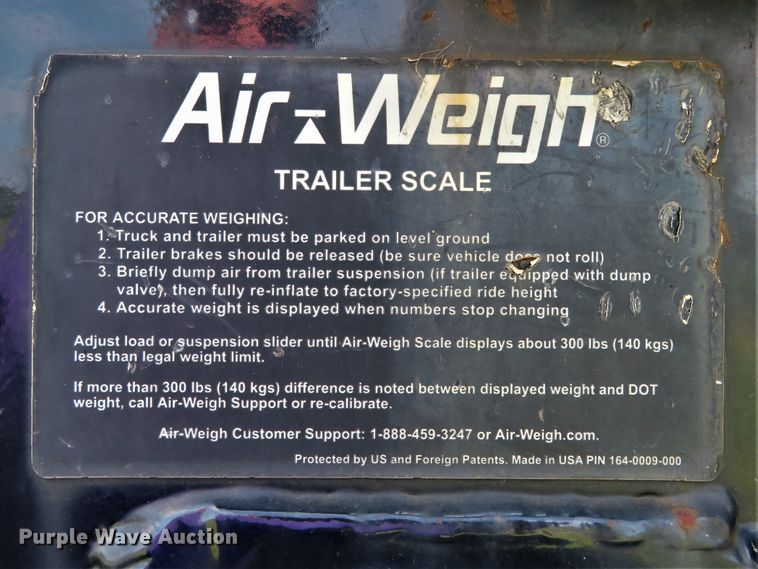 Air-Weigh®
TRAILER SCALE
FOR ACCURATE WEIGHING:
1. Truck and trailer must be parked on level ground
2. Trailer brakes should be released (be sure vehicle does not roll)
3. Briefly dump air from trailer suspension (if trailer equipped with dump
valve), then fully re-inflate to factory-specified ride height
4. Accurate weight is displayed when numbers stop changing
Adjust load or suspension slider until Air-Weigh Scale displays about 300 lbs (140 kgs)
less than legal weight limit.
If more than 300 lbs (140 kgs) difference is noted between displayed weight and DOT
weight, call Air-Weigh Support or re-calibrate.
Air-Weigh Customer Support: 1-888-459-3247 or Air-Weigh.com.
Protected by US and Foreign Patents. Made in USA PIN 164-0009-000
Purple Wave Auction